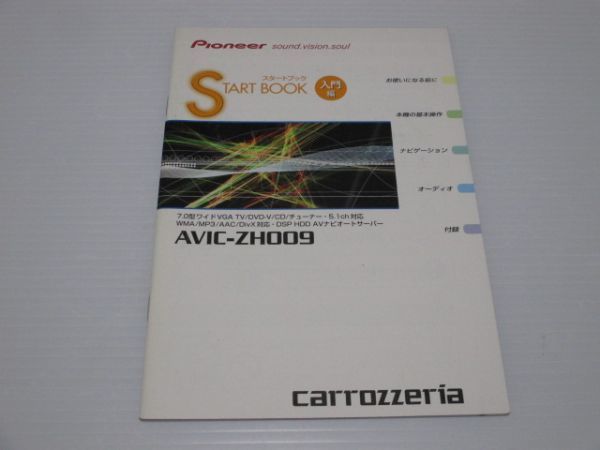 Pioneer sound.vision.soul
スタートブック
START BOOK 入門編
お使いになる前に
本機の基本操作
ナビゲーション
オーディオ
付録
7.0型ワイドVGA TV/DVD-V/CD/チューナー・5.1ch対応
WMA/MP3/AAC/DivX対応・DSP HDD AVナビオートサーバー
AVIC-ZH009
carrozzeria